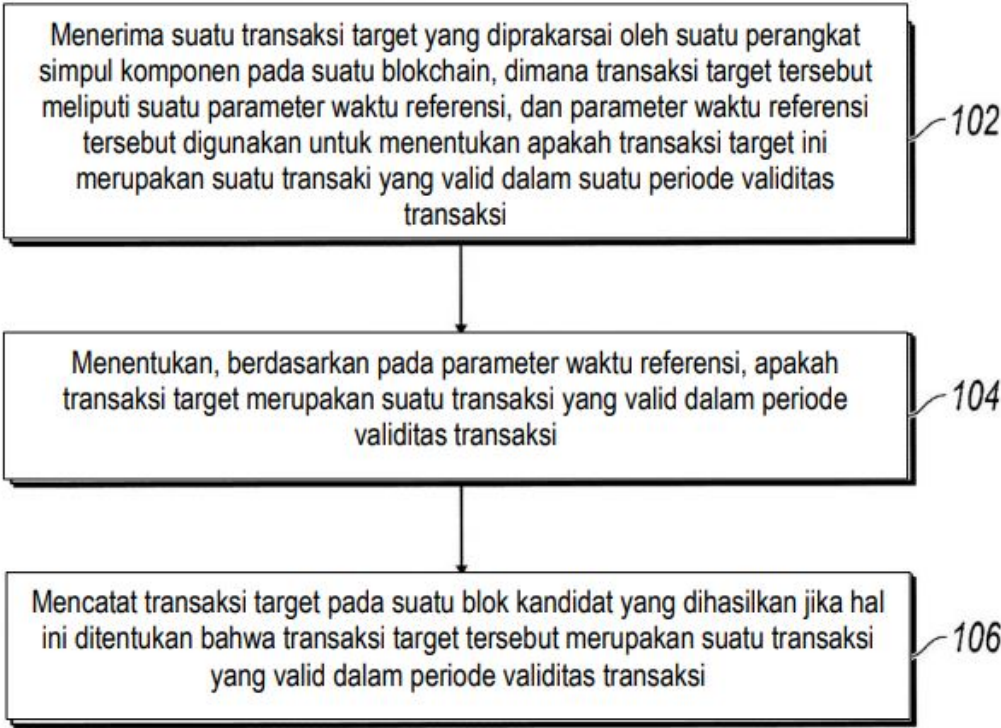 Menerima suatu transaksi target yang diprakarsai oleh suatu perangkat
simpul komponen pada suatu blokchain, dimana transaksi target tersebut
meliputi suatu parameter waktu referensi, dan parameter waktu referensi
tersebut digunakan untuk menentukan apakah transaksi target ini
merupakan suatu transaki yang valid dalam suatu periode validitas
transaksi
102
Menentukan, berdasarkan pada parameter waktu referensi, apakah
transaksi target merupakan suatu transaksi yang valid dalam periode
validitas transaksi
104
Mencatat transaksi target pada suatu blok kandidat yang dihasilkan jika hal
ini ditentukan bahwa transaksi target tersebut merupakan suatu transaksi
yang valid dalam periode validitas transaksi
106